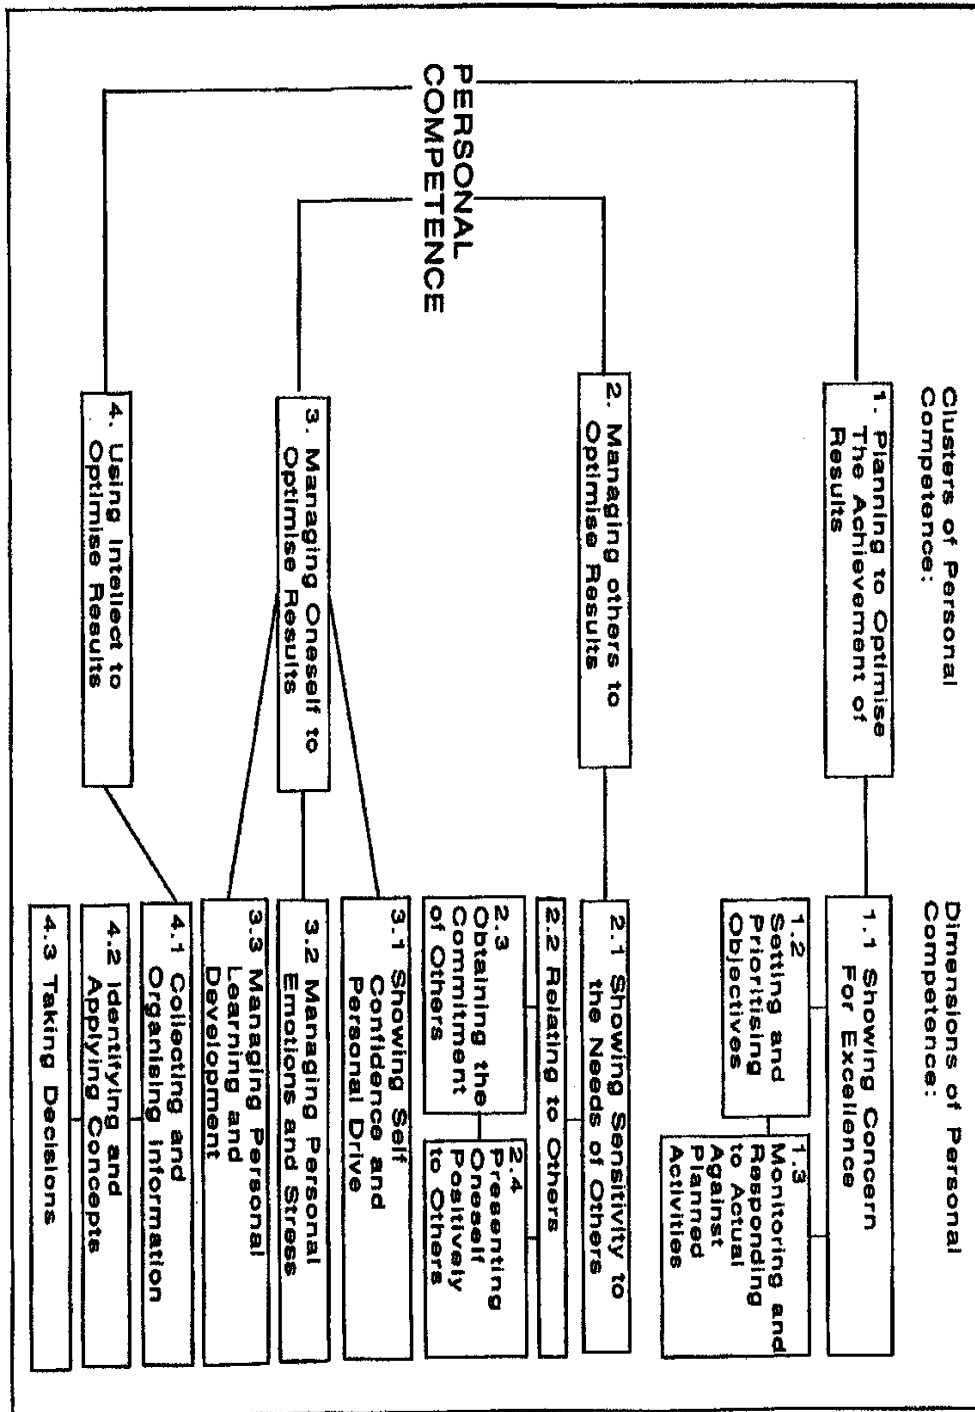 Clusters of Personal
Competence:
Dimensions of Personal
Competence:
PERSONAL
COMPETENCE
1. Planning to Optimise
The Achievement of
Results
1.1 Showing Concern
For Excellence
1.2
Setting and
Prioritising
Objectives
1.3
Monitoring and
Responding
to Actual
Against
Planned
Activities
2. Managing others to
Optimise Results
2.1 Showing Sensitivity to
the Needs of Others
2.2 Relating to Others
2.3
Obtaining the
Commitment
of Others
2.4
Presenting
Oneself
Positively
to Others
3. Managing Oneself to
Optimise Results
3.1 Showing Self
Confidence and
Personal Drive
3.2 Managing Personal
Emotions and Stress
3.3 Managing Personal
Learning and
Development
4. Using Intellect to
Optimise Results
4.1 Collecting and
Organising Information
4.2 Identifying and
Applying Concepts
4.3 Taking Decisions